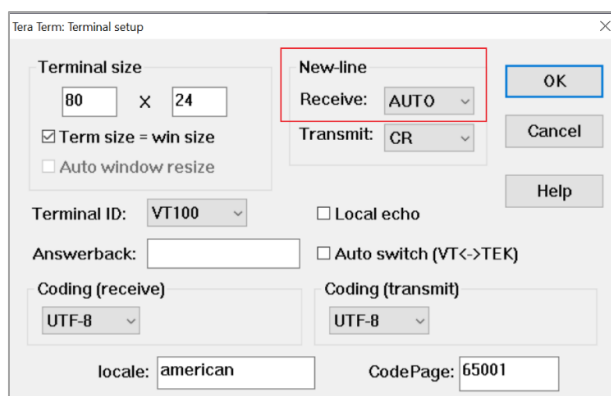 Tera Term: Terminal setup
Terminal size
80 X 24
Term size = win size
Auto window resize
New-line
Receive: AUTO
Transmit: CR
OK
Cancel
Help
Terminal ID: VT100
Local echo
Answerback:
Auto switch (VT<->TEK)
Coding (receive)
UTF-8
Coding (transmit)
UTF-8
locale: american
CodePage: 65001